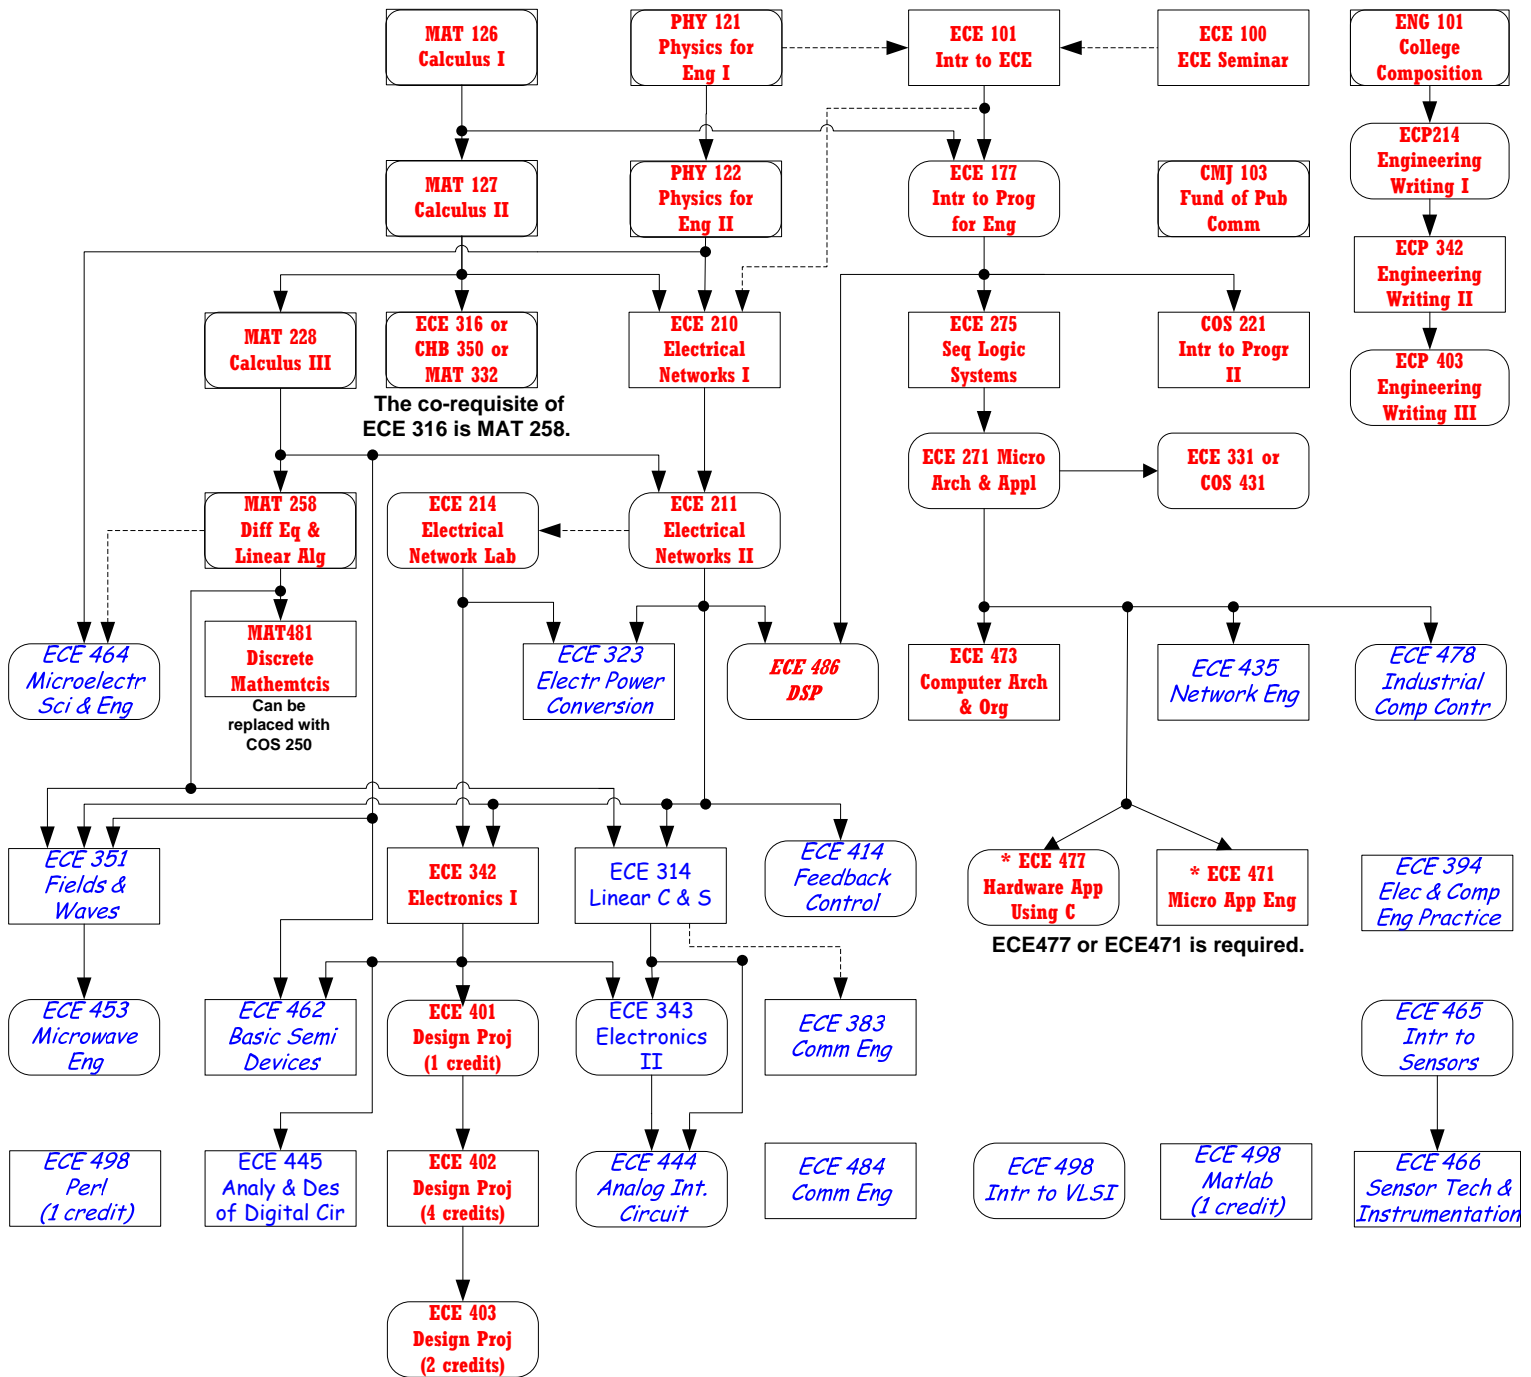 MAT 126
Calculus I
PHY 121
Physics for
Eng I
ECE 101
Intr to ECE
ECE 100
ECE Seminar
ENG 101
College
Composition
ECP214
Engineering
Writing I
MAT 127
Calculus II
PHY 122
Physics for
Eng II
ECE 177
Intr to Prog
for Eng
CMJ 103
Fund of Pub
Comm
ECP 342
Engineering
Writing II
MAT 228
Calculus III
ECE 316 or
CHB 350 or
MAT 332
The co-requisite of
ECE 316 is MAT 258.
ECE 210
Electrical
Networks I
ECE 275
Seq Logic
Systems
COS 221
Intr to Progr
II
ECP 403
Engineering
Writing III
ECE 271 Micro
Arch & Appl
ECE 331 or
COS 431
MAT 258
Diff Eq &
Linear Alg
ECE 214
Electrical
Network Lab
ECE 211
Electrical
Networks II
ECE 464
Microelectr
Sci & Eng
MAT481
Discrete
Mathemtcis
Can be
replaced with
COS 250
ECE 323
Electr Power
Conversion
ECE 486
DSP
ECE 473
Computer Arch
& Org
ECE 435
Network Eng
ECE 478
Industrial
Comp Contr
ECE 351
Fields &
Waves
ECE 342
Electronics I
ECE 314
Linear C & S
ECE 414
Feedback
Control
* ECE 477
Hardware App
Using C
* ECE 471
Micro App Eng
ECE477 or ECE471 is required.
ECE 394
Elec & Comp
Eng Practice
ECE 453
Microwave
Eng
ECE 462
Basic Semi
Devices
ECE 401
Design Proj
(1 credit)
ECE 343
Electronics
II
ECE 383
Comm Eng
ECE 465
Intr to
Sensors
ECE 498
Perl
(1 credit)
ECE 445
Analy & Des
of Digital Cir
ECE 402
Design Proj
(4 credits)
ECE 444
Analog Int.
Circuit
ECE 484
Comm Eng
ECE 498
Intr to VLSI
ECE 498
Matlab
(1 credit)
ECE 466
Sensor Tech &
Instrumentation
ECE 403
Design Proj
(2 credits)